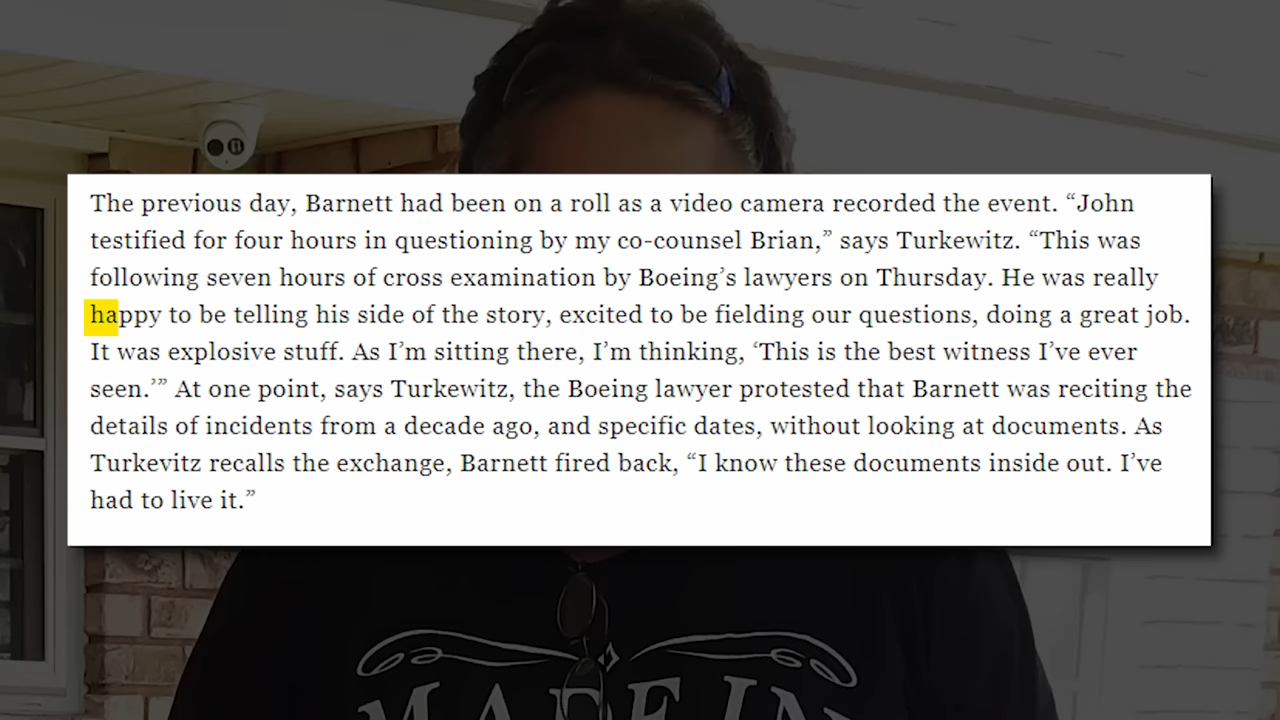 The previous day, Barnett had been on a roll as a video camera recorded the event. “John
testified for four hours in questioning by my co-counsel Brian,” says Turkewitz. “This was
following seven hours of cross examination by Boeing’s lawyers on Thursday. He was really
happy to be telling his side of the story, excited to be fielding our questions, doing a great job.
It was explosive stuff. As I’m sitting there, I’m thinking, ‘This is the best witness I’ve ever
seen.’” At one point, says Turkewitz, the Boeing lawyer protested that Barnett was reciting the
details of incidents from a decade ago, and specific dates, without looking at documents. As
Turkevitz recalls the exchange, Barnett fired back, “I know these documents inside out. I’ve
had to live it.”
MADE IN